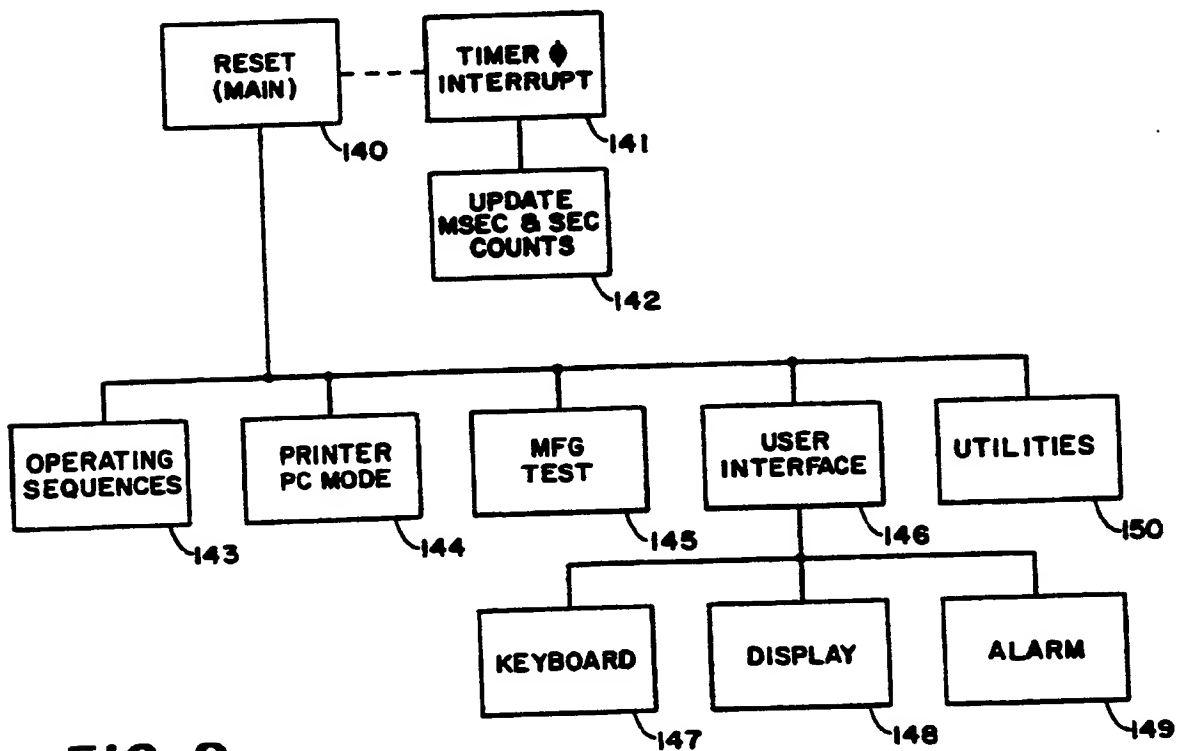 RESET
(MAIN)
140
TIMER ϕ
INTERRUPT
141
UPDATE
MSEC & SEC
COUNTS
142
OPERATING
SEQUENCES
143
PRINTER
PC MODE
144
MFG
TEST
145
USER
INTERFACE
146
UTILITIES
150
KEYBOARD
147
DISPLAY
148
ALARM
149